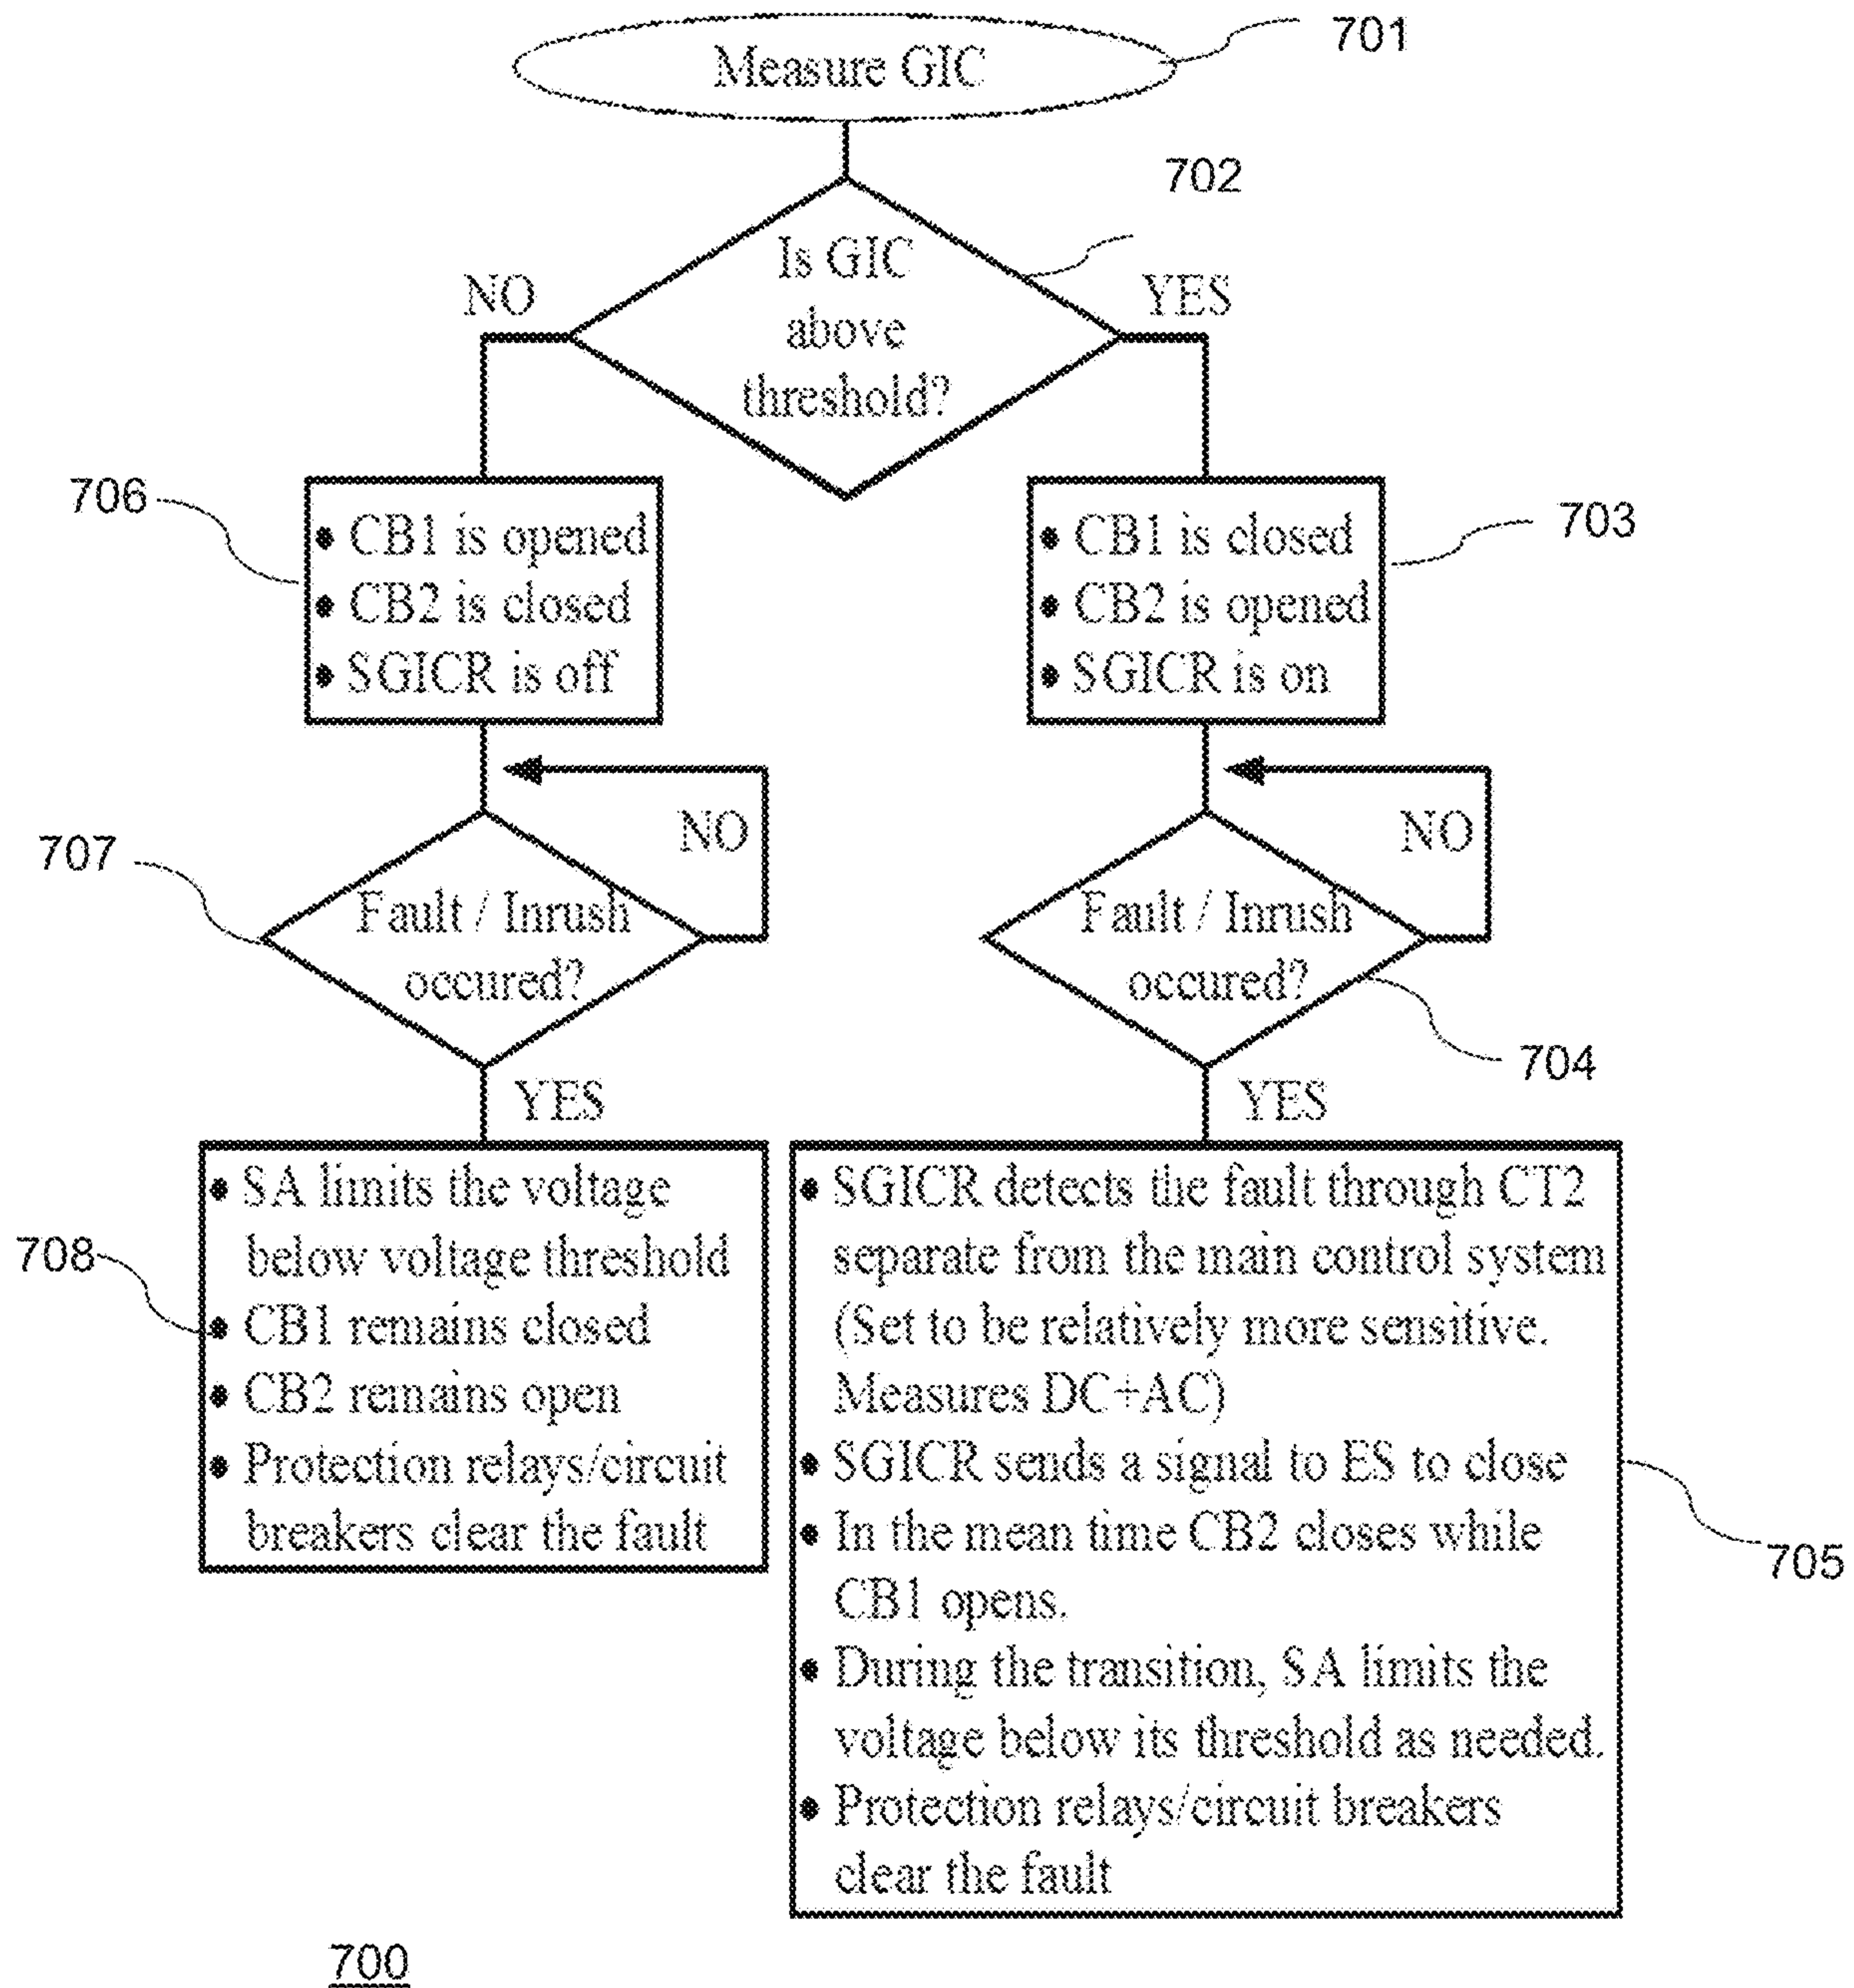 Measure GIC
701
702
Is GIC
above
threshold?
NO
YES
706
• CB1 is opened
• CB2 is closed
• SGICR is off
703
• CB1 is closed
• CB2 is opened
• SGICR is on
NO
NO
707
Fault / Inrush
occured?
Fault / Inrush
occured?
704
YES
YES
708
• SA limits the voltage
below voltage threshold
• CB1 remains closed
• CB2 remains open
• Protection relays/circuit
breakers clear the fault
• SGICR detects the fault through CT2
separate from the main control system
(Set to be relatively more sensitive.
Measures DC+AC)
• SGICR sends a signal to ES to close
• In the mean time CB2 closes while
CB1 opens.
• During the transition, SA limits the
voltage below its threshold as needed.
• Protection relays/circuit breakers
clear the fault
705
700